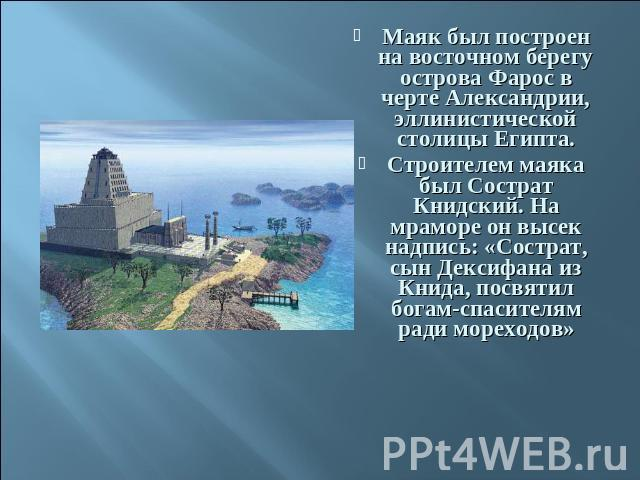 Маяк был построен
на восточном берегу
острова Фарос в
черте Александрии,
эллинистической
столицы Египта.
Строителем маяка
был Сострат
Книдский. На
мраморе он высек
надпись: «Сострат,
сын Дексифана из
Книда, посвятил
богам-спасителям
ради мореходов»
PPt4WEB.ru